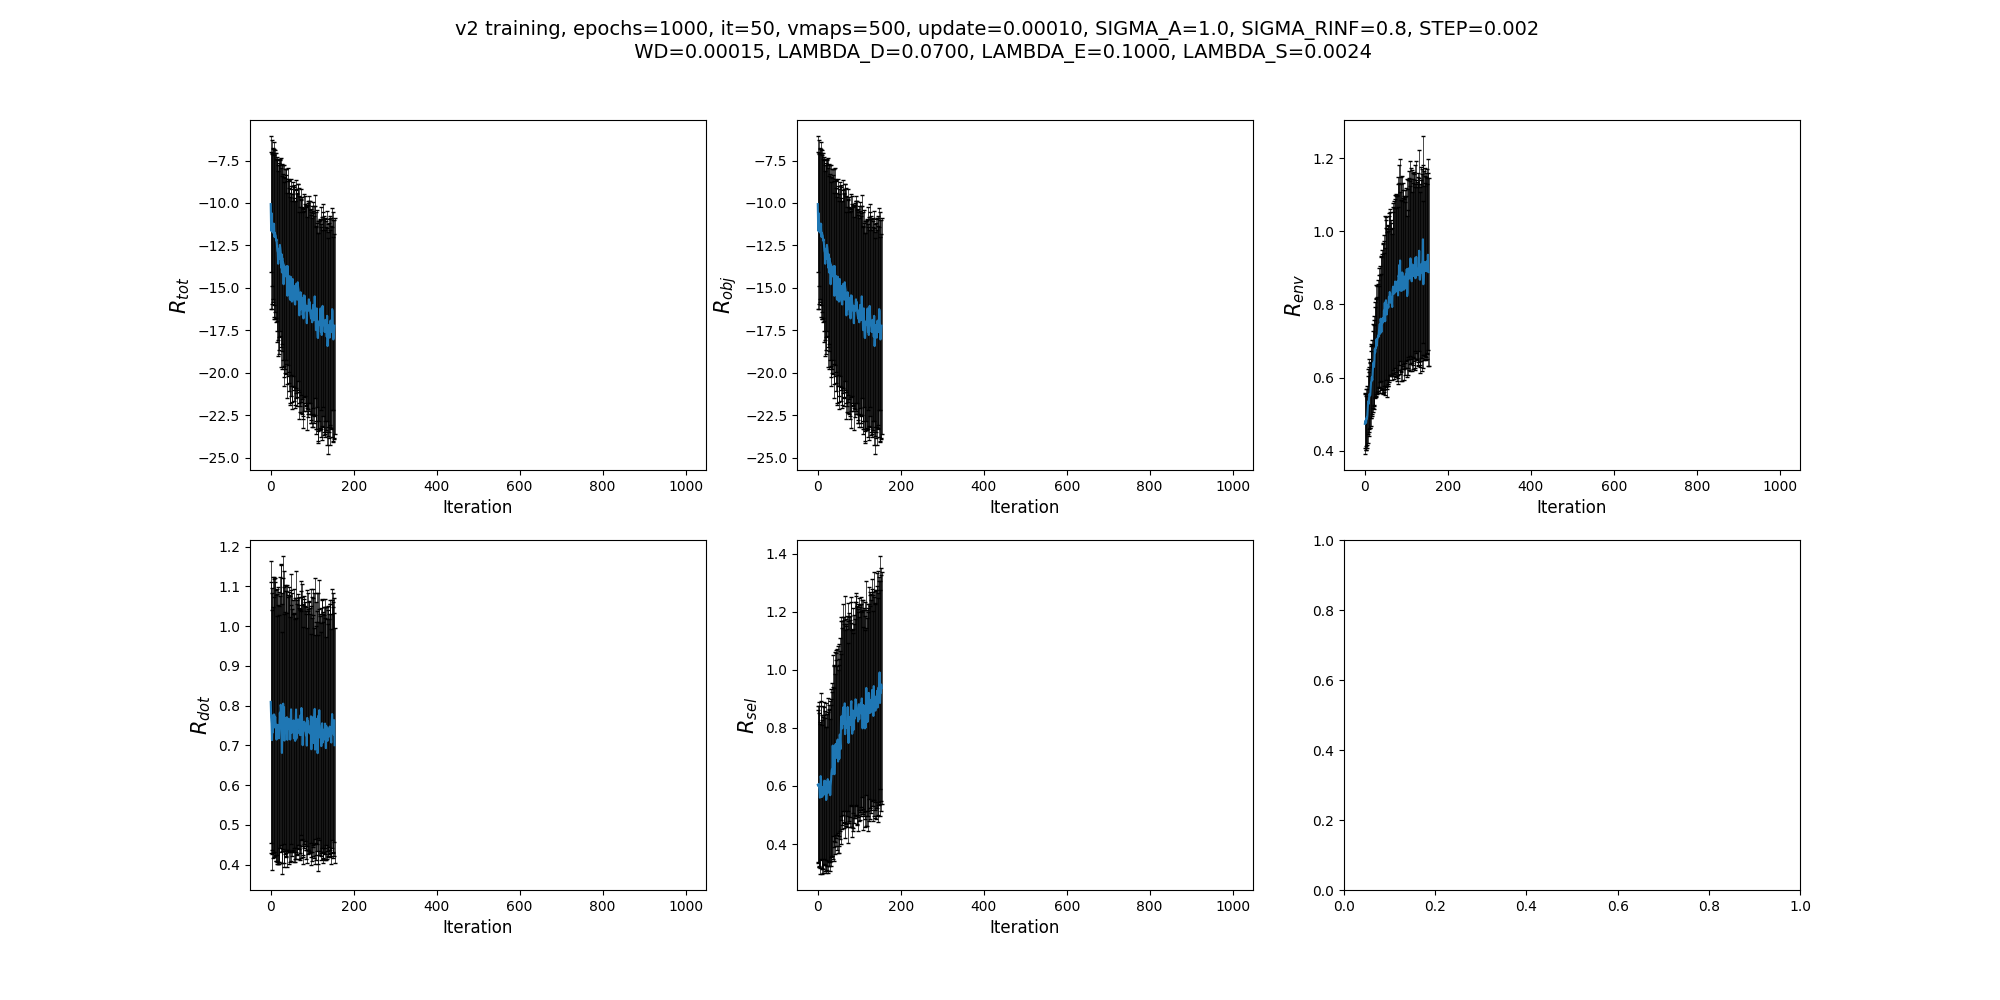 v2 training, epochs=1000, it=50, vmaps=500, update=0.00010, SIGMA_A=1.0, SIGMA_RINF=0.8, STEP=0.002
WD=0.00015, LAMBDA_D=0.0700, LAMBDA_E=0.1000, LAMBDA_S=0.0024
R_tot
−7.5
−10.0
−12.5
−15.0
−17.5
−20.0
−22.5
−25.0
0 200 400 600 800 1000
Iteration
R_obj
−7.5
−10.0
−12.5
−15.0
−17.5
−20.0
−22.5
−25.0
0 200 400 600 800 1000
Iteration
R_env
1.2
1.0
0.8
0.6
0.4
0 200 400 600 800 1000
Iteration
R_dot
1.2
1.1
1.0
0.9
0.8
0.7
0.6
0.5
0.4
0 200 400 600 800 1000
Iteration
R_sel
1.4
1.2
1.0
0.8
0.6
0.4
0 200 400 600 800 1000
Iteration
1.0
0.8
0.6
0.4
0.2
0.0
0.0 0.2 0.4 0.6 0.8 1.0